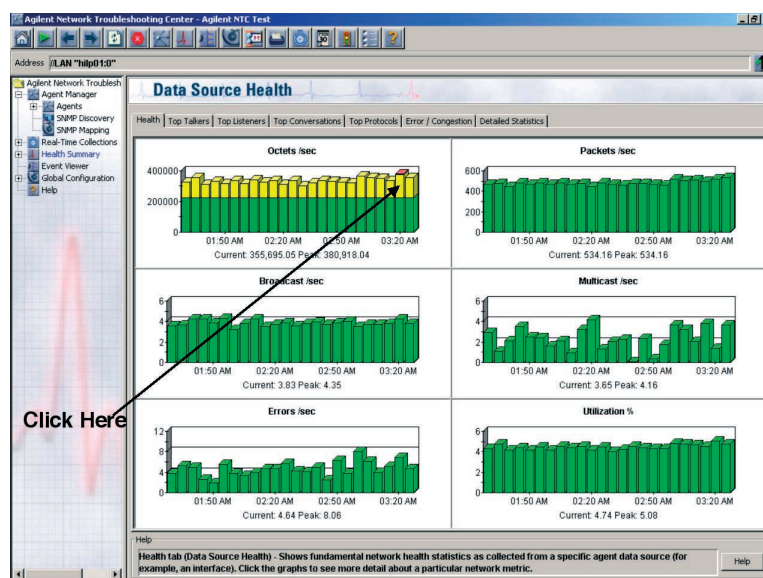 Agilent Network Troubleshooting Center - Agilent NTC Test
Address //LAN "hilp01:0"
Agilent Network Troublesh
Agent Manager
Agents
SNMP Discovery
SNMP Mapping
Real-Time Collections
Health Summary
Event Viewer
Global Configuration
Help
Data Source Health
Health Top Talkers Top Listeners Top Conversations Top Protocols Error / Congestion Detailed Statistics
Octets /sec
400000
200000
0
01:50 AM 02:20 AM 02:50 AM 03:20 AM
Current: 355,695.05 Peak: 380,918.04
Packets /sec
600
400
200
0
01:50 AM 02:20 AM 02:50 AM 03:20 AM
Current: 534.16 Peak: 534.16
Broadcast /sec
6
4
2
0
01:50 AM 02:20 AM 02:50 AM 03:20 AM
Current: 3.83 Peak: 4.35
Multicast /sec
6
4
2
0
01:50 AM 02:20 AM 02:50 AM 03:20 AM
Current: 3.65 Peak: 4.16
Click Here
Errors /sec
12
8
4
0
01:50 AM 02:20 AM 02:50 AM 03:20 AM
Current: 4.64 Peak: 8.06
Utilization %
6
4
2
0
01:50 AM 02:20 AM 02:50 AM 03:20 AM
Current: 4.74 Peak: 5.08
Help
Health tab (Data Source Health) - Shows fundamental network health statistics as collected from a specific agent data source (for
example, an interface). Click the graphs to see more detail about a particular network metric.
Help